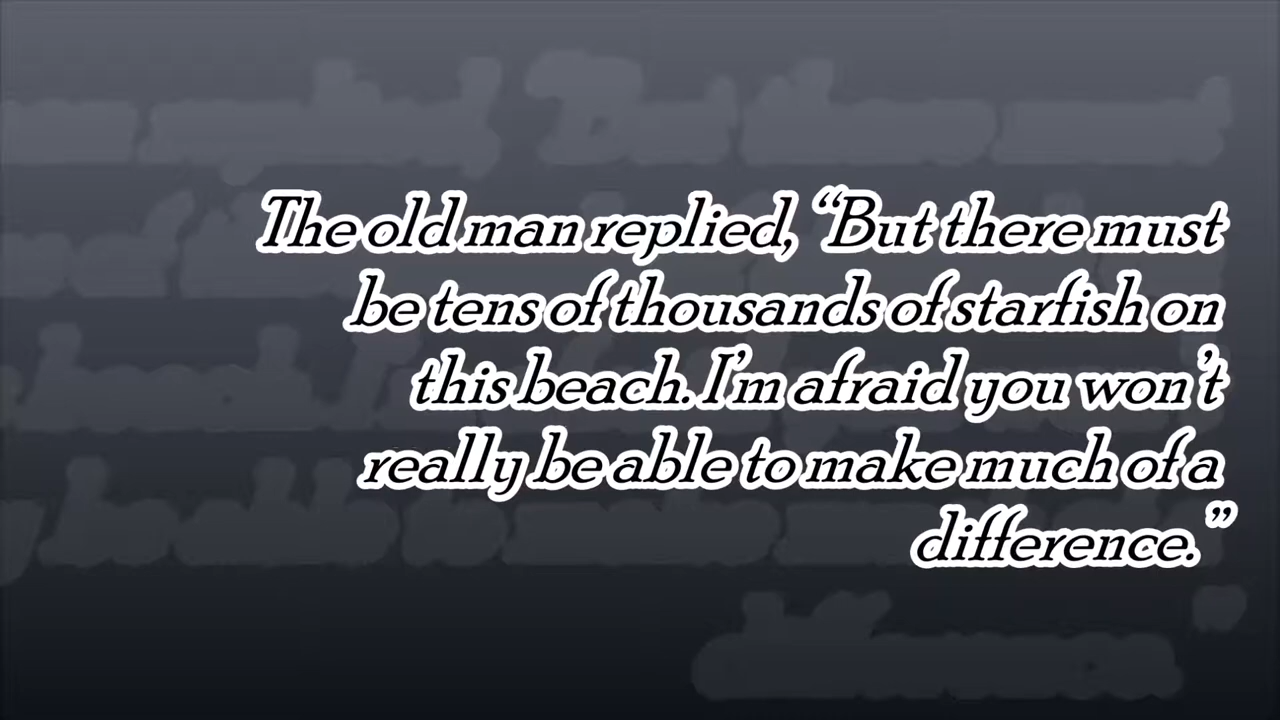 The old man replied, “But there must
be tens of thousands of starfish on
this beach. I’m afraid you won’t
really be able to make much of a
difference.”